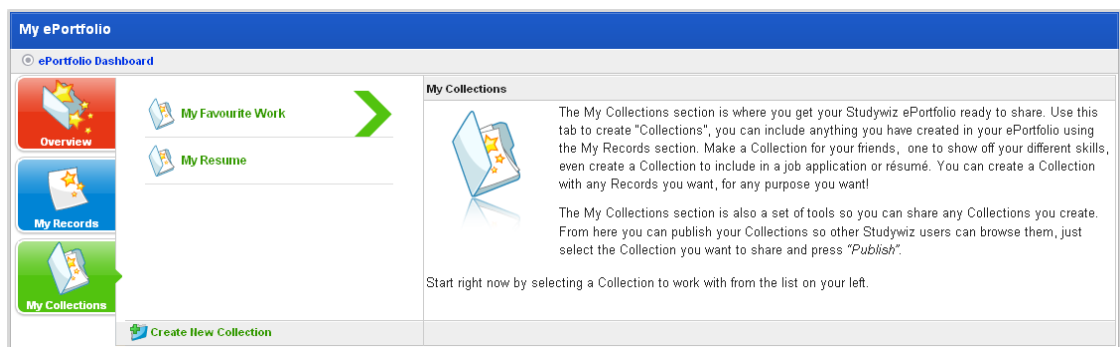 My ePortfolio
ePortfolio Dashboard
Overview
My Records
My Collections
My Favourite Work
My Resume
Create New Collection
My Collections
The My Collections section is where you get your Studywiz ePortfolio ready to share. Use this
tab to create "Collections", you can include anything you have created in your ePortfolio using
the My Records section. Make a Collection for your friends, one to show off your different skills,
even create a Collection to include in a job application or résumé. You can create a Collection
with any Records you want, for any purpose you want!
The My Collections section is also a set of tools so you can share any Collections you create.
From here you can publish your Collections so other Studywiz users can browse them, just
select the Collection you want to share and press "Publish".
Start right now by selecting a Collection to work with from the list on your left.